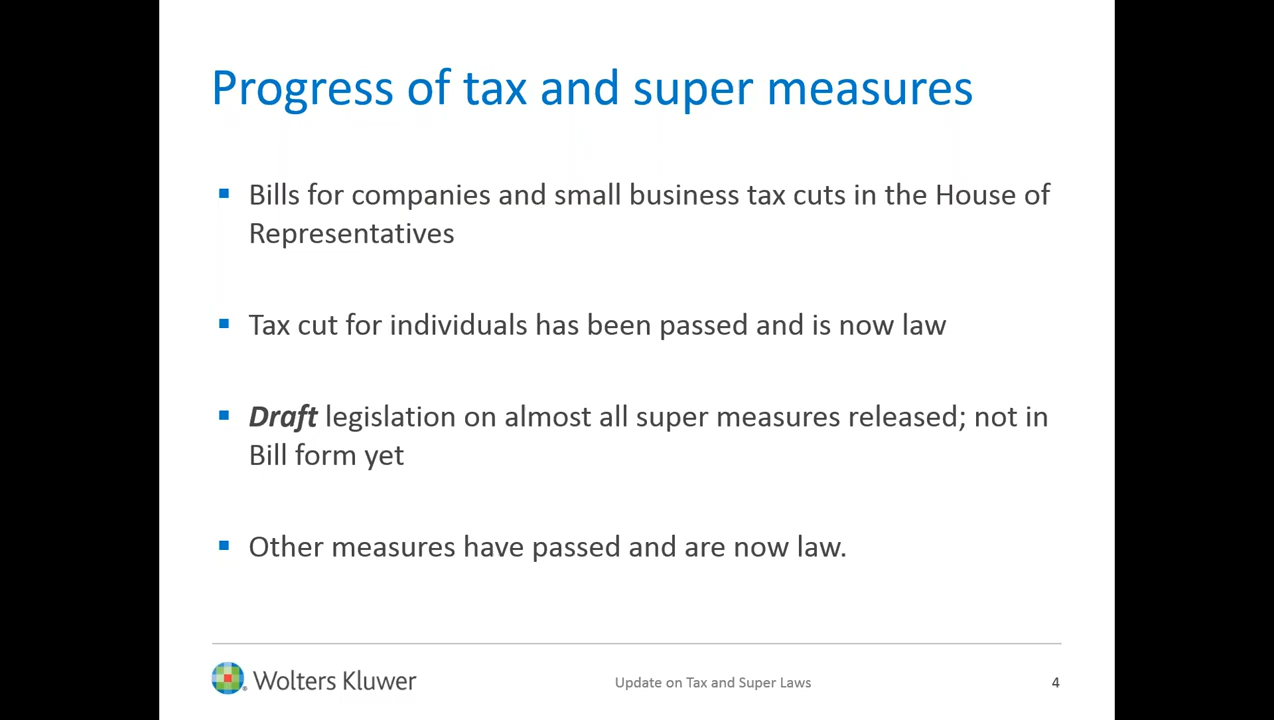 Progress of tax and super measures
▪ Bills for companies and small business tax cuts in the House of
Representatives
▪ Tax cut for individuals has been passed and is now law
▪ Draft legislation on almost all super measures released; not in
Bill form yet
▪ Other measures have passed and are now law.
Wolters Kluwer
Update on Tax and Super Laws
4